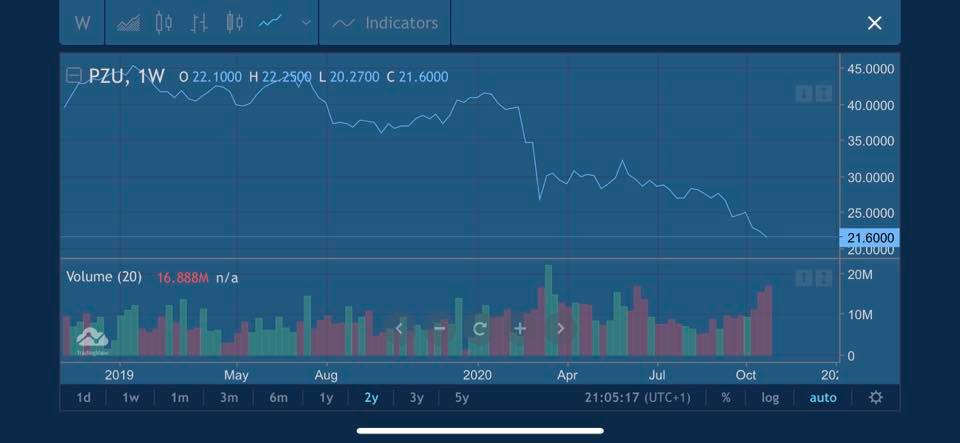 W Indicators
PZU, 1W O 22.1000 H 22.2500 L 20.2700 C 21.6000
45.0000
40.0000
35.0000
30.0000
25.0000
21.6000
20.0000
Volume (20) 16.888M n/a
20M
10M
0
TradingView
2019 May Aug 2020 Apr Jul Oct 202
1d 1w 1m 3m 6m 1y 2y 3y 5y 21:05:17 (UTC+1) % log auto